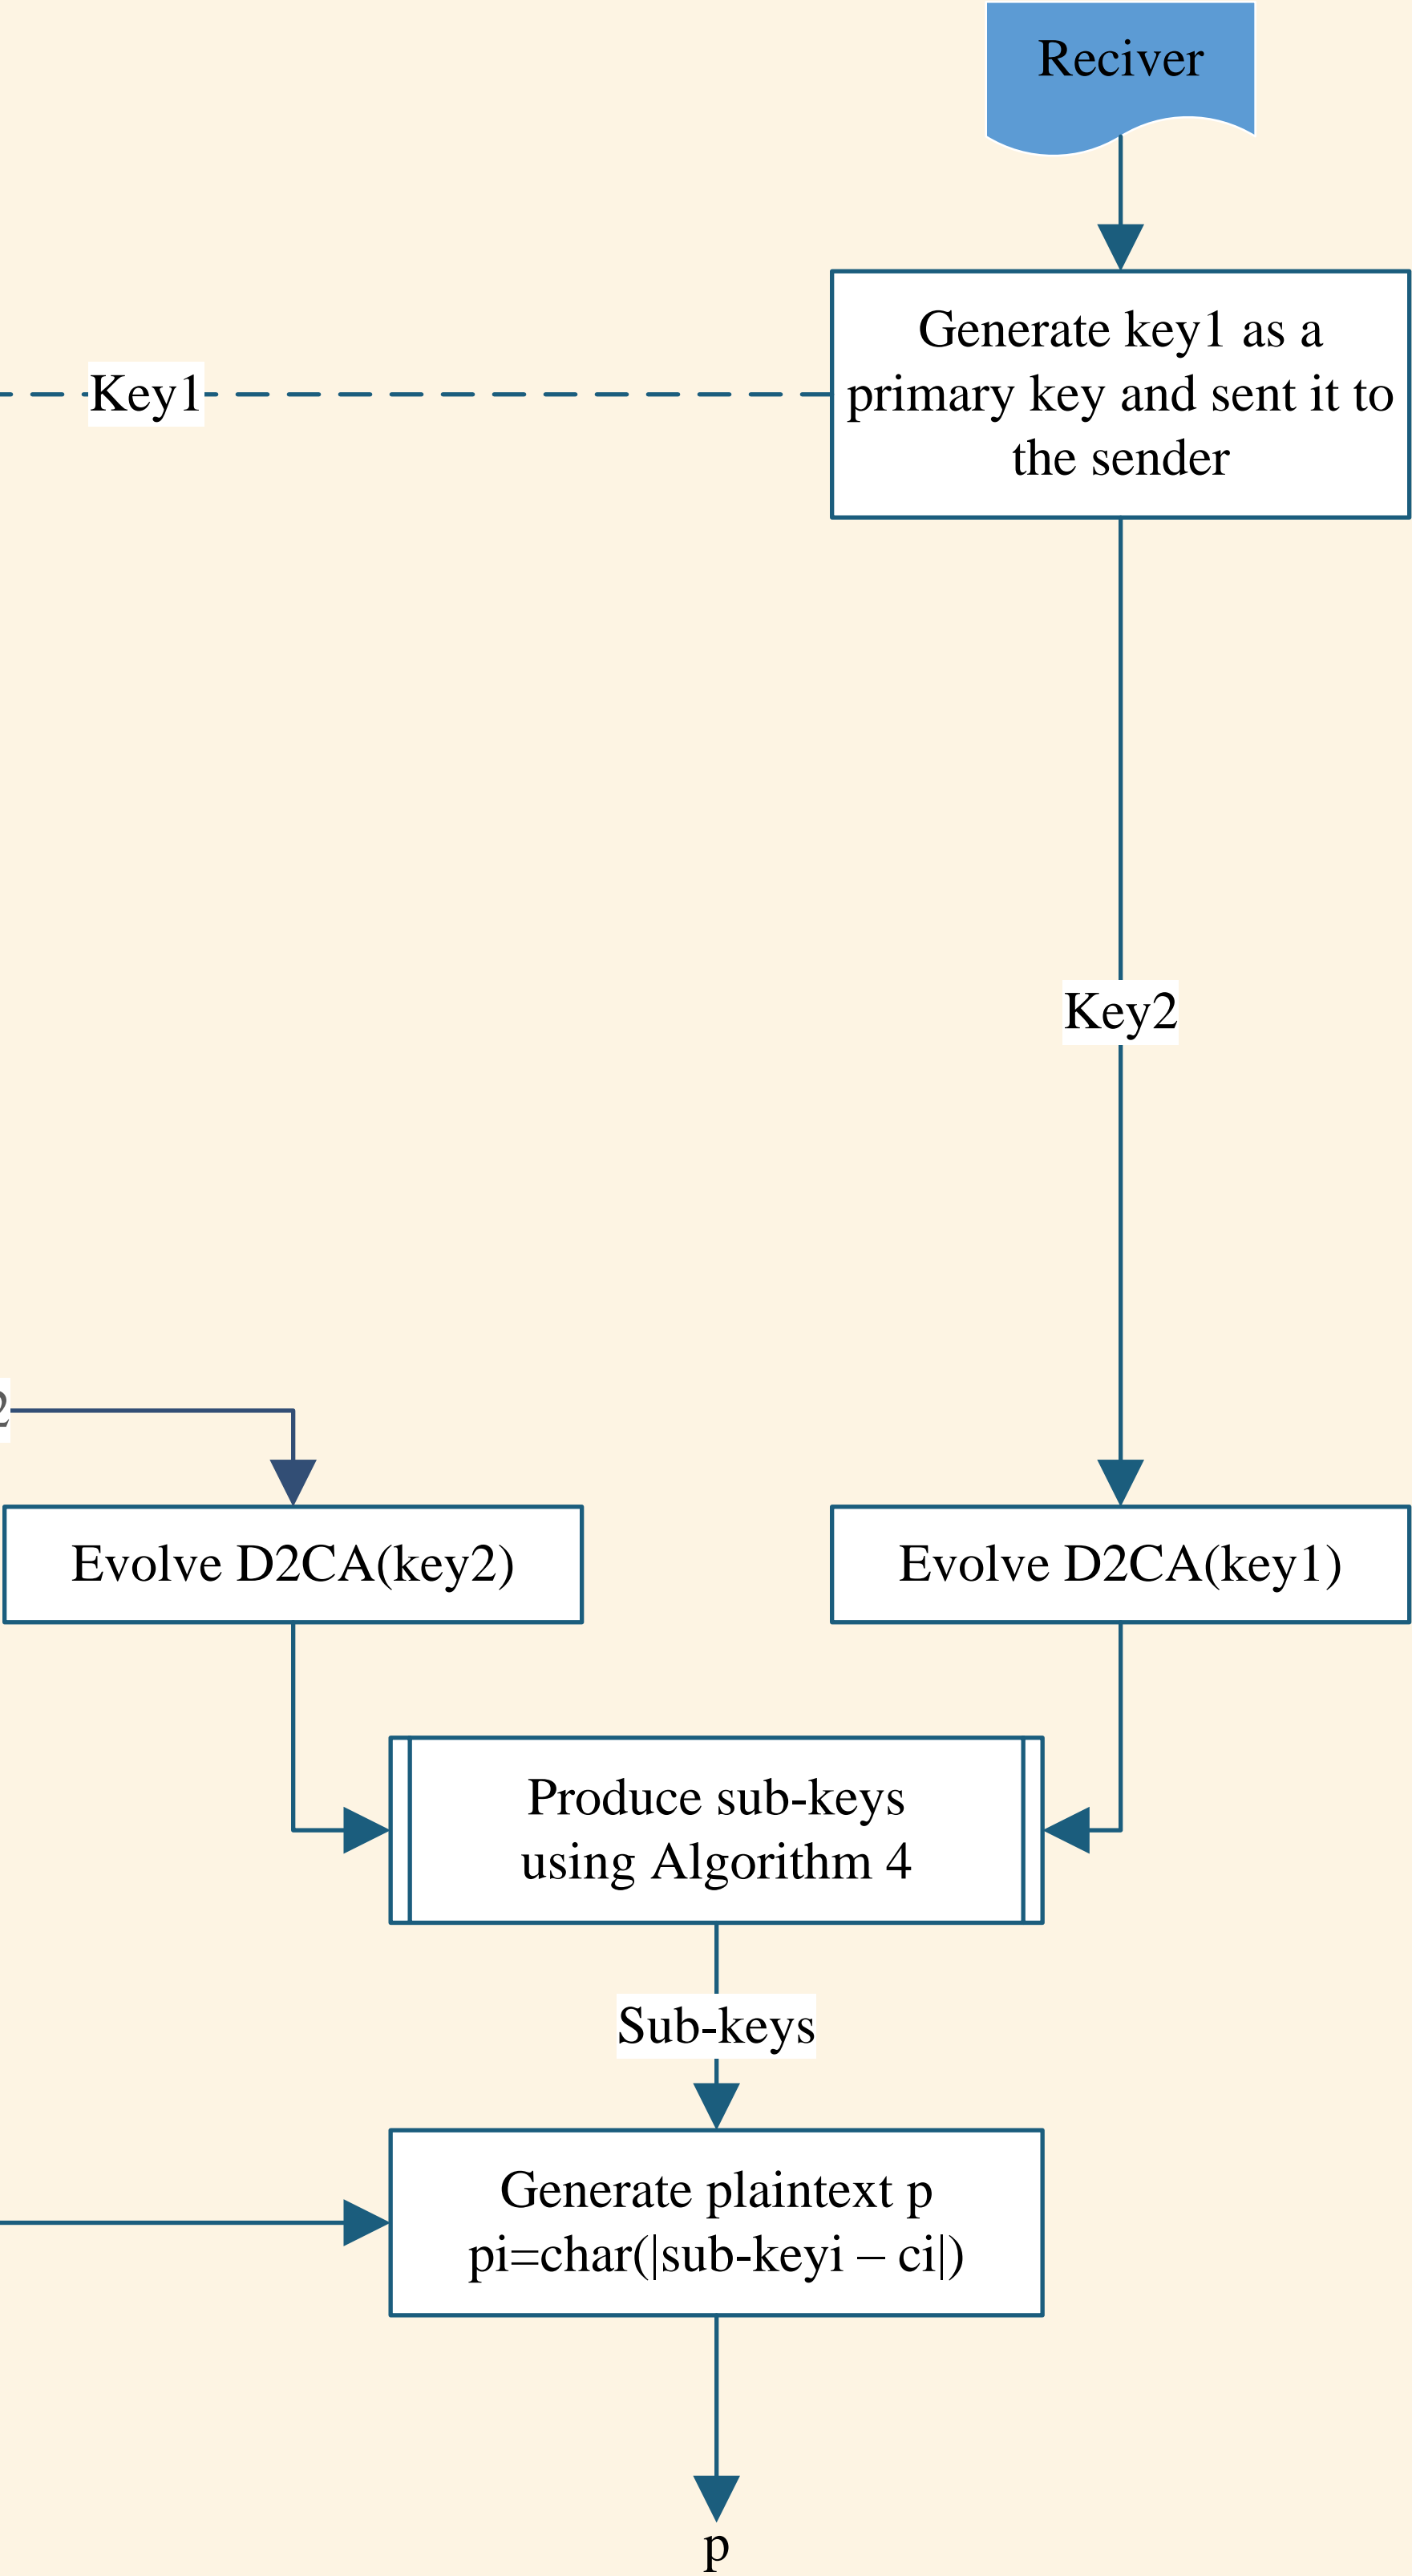 Reciver
Generate key1 as a
primary key and sent it to
the sender
Key1
Key2
2
Evolve D2CA(key2)
Evolve D2CA(key1)
Produce sub-keys
using Algorithm 4
Sub-keys
Generate plaintext p
pi=char(|sub-keyi – ci|)
p